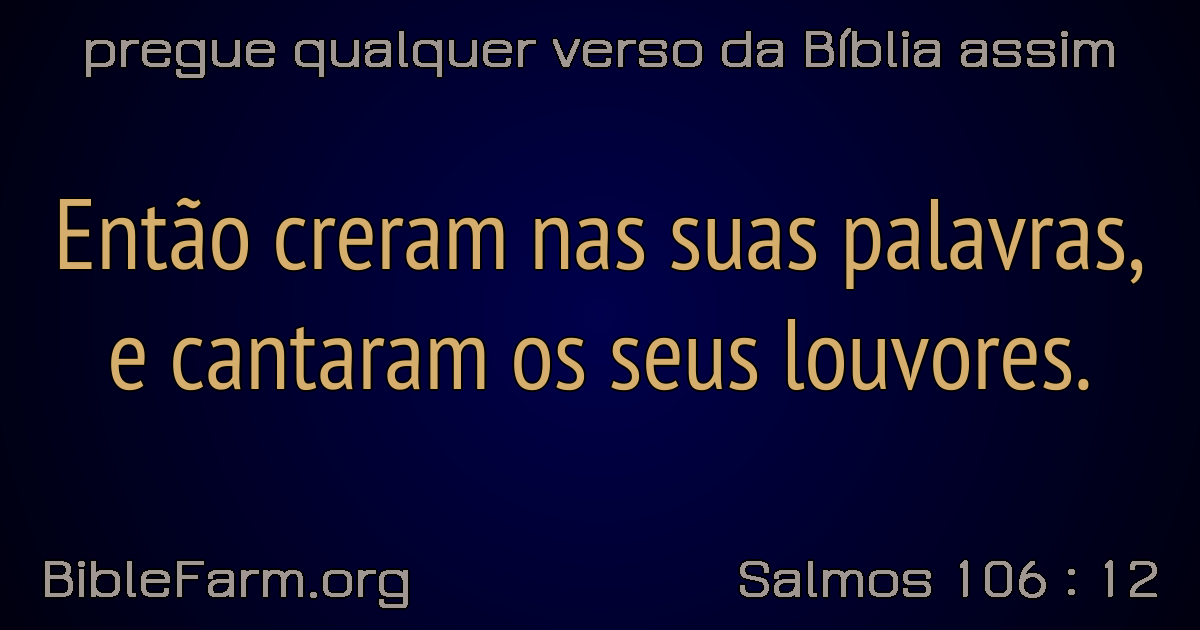 pregue qualquer verso da Bíblia assim
Então creram nas suas palavras,
e cantaram os seus louvores.
BibleFarm.org
Salmos 106 : 12